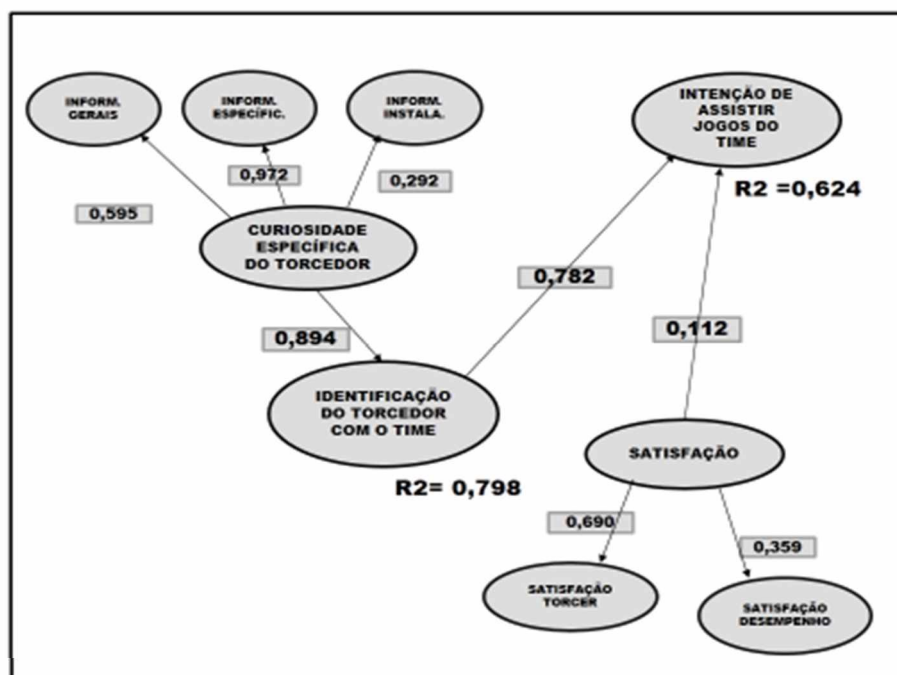 INFORM.
GERAIS
INFORM.
ESPECÍFIC.
INFORM.
INSTALA.
INTENÇÃO DE
ASSISTIR
JOGOS DO
TIME
R2 =0,624
0,595
0,972
0,292
CURIOSIDADE
ESPECÍFICA
DO TORCEDOR
0,782
0,894
0,112
IDENTIFICAÇÃO
DO TORCEDOR
COM O TIME
R2= 0,798
SATISFAÇÃO
0,690
0,359
SATISFAÇÃO
TORCER
SATISFAÇÃO
DESEMPENHO